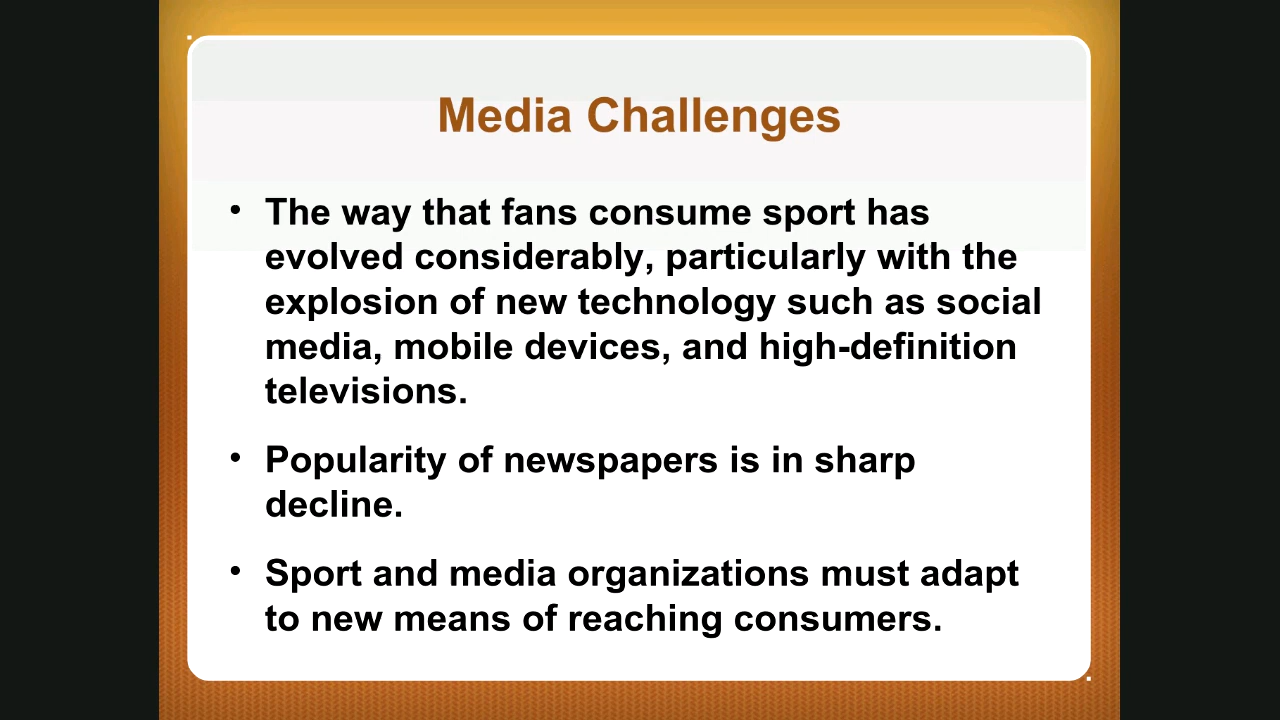 Media Challenges
• The way that fans consume sport has
evolved considerably, particularly with the
explosion of new technology such as social
media, mobile devices, and high-definition
televisions.
• Popularity of newspapers is in sharp
decline.
• Sport and media organizations must adapt
to new means of reaching consumers.